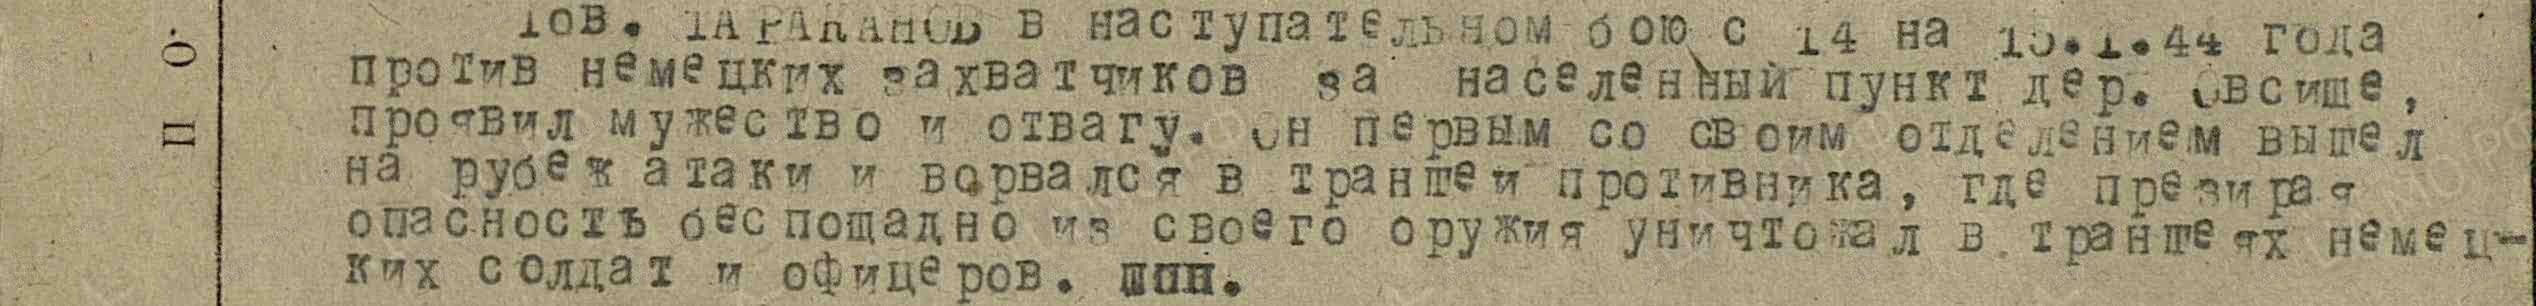 Тов. ТАРАКАНОВ в наступательном бою с 14 на 15.1.44 года
против немецких захватчиков за населенный пункт дер. Овсище,
проявил мужество и отвагу. Он первым со своим отделением вышел
на рубеж атаки и ворвался в траншеи противника, где презирая
опасность беспощадно из своего оружия уничтожал в траншеях немец-
ких солдат и офицеров.
П О